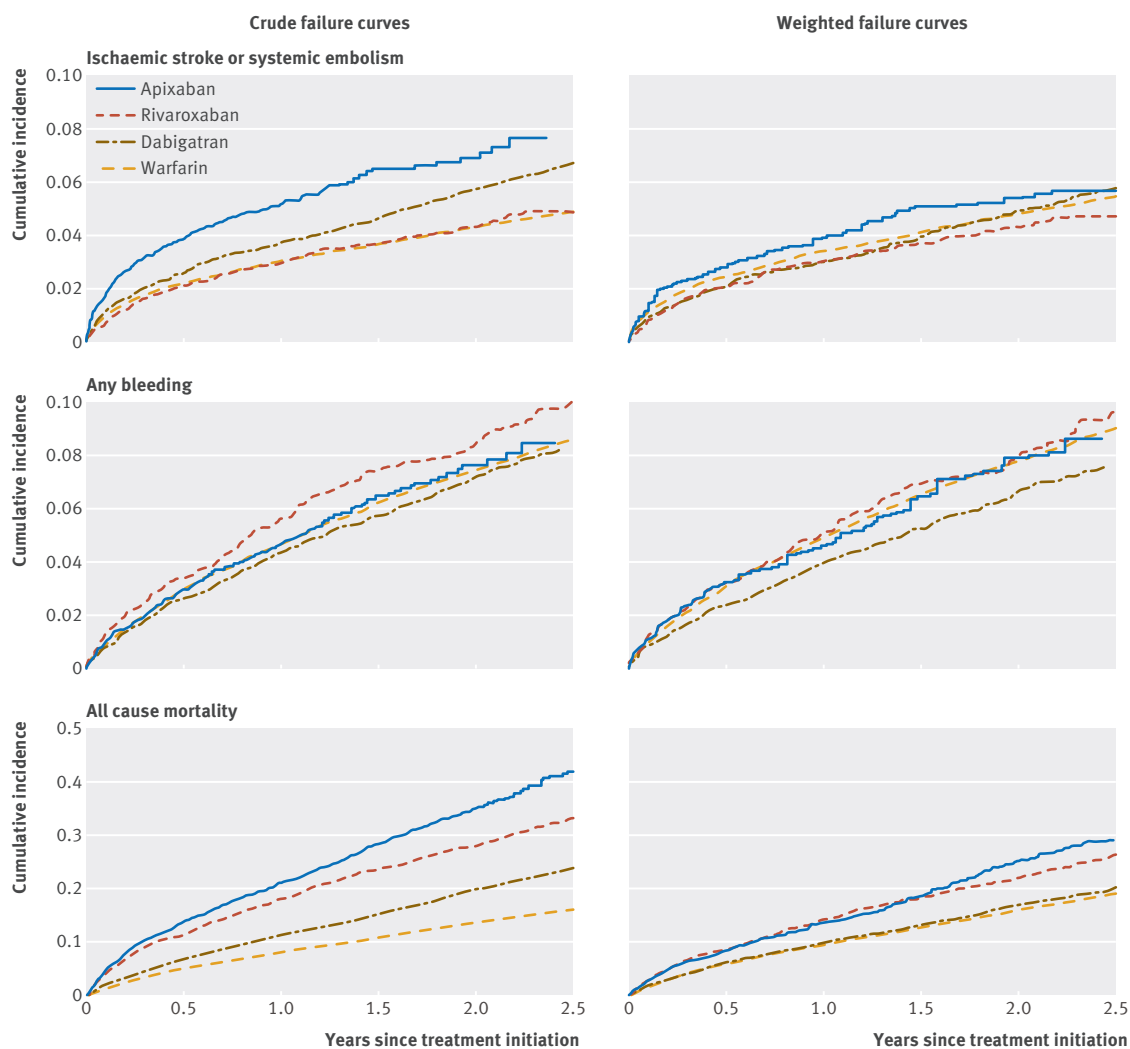 Crude failure curves
Weighted failure curves
Ischaemic stroke or systemic embolism
Cumulative incidence
0.10
0.08
0.06
0.04
0.02
0
Apixaban
Rivaroxaban
Dabigatran
Warfarin
Any bleeding
Cumulative incidence
0.10
0.08
0.06
0.04
0.02
0
All cause mortality
Cumulative incidence
0.5
0.4
0.3
0.2
0.1
0
0 0.5 1.0 1.5 2.0 2.5
0 0.5 1.0 1.5 2.0 2.5
Years since treatment initiation
Years since treatment initiation